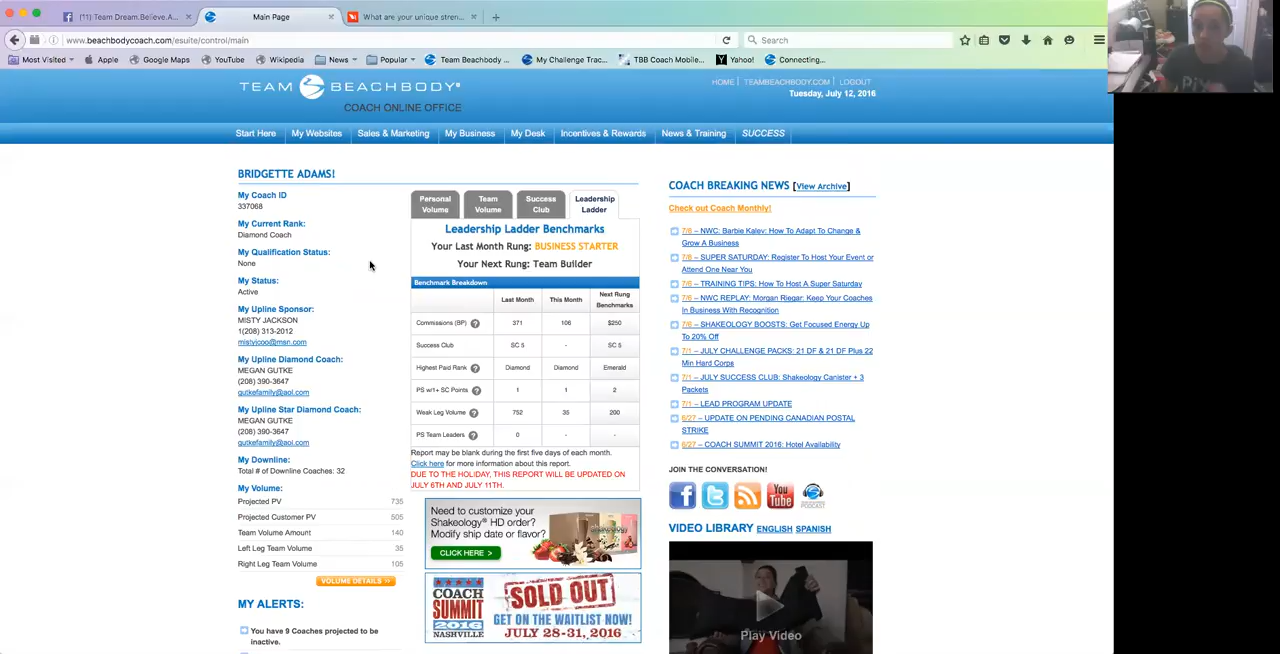 (11) Team Dream.Believe.A...
Main Page
What are your unique stren...
www.beachbodycoach.com/esuite/control/main
Search
Most Visited
Apple
Google Maps
YouTube
Wikipedia
News
Popular
Team Beachbody ...
My Challenge Trac...
TBB Coach Mobile...
Yahoo!
Connecting...
TEAM BEACHBODY
COACH ONLINE OFFICE
HOME | TEAMBEACHBODY.COM | LOGOUT
Tuesday, July 12, 2016
Start Here
My Websites
Sales & Marketing
My Business
My Desk
Incentives & Rewards
News & Training
SUCCESS
BRIDGETTE ADAMS!
My Coach ID
337068
My Current Rank:
Diamond Coach
My Qualification Status:
None
My Status:
Active
My Upline Sponsor:
MISTY JACKSON
1(208) 313-2012
mistyjcoo@msn.com
My Upline Diamond Coach:
MEGAN GUTKE
(208) 390-3647
gutkefamily@aol.com
My Upline Star Diamond Coach:
MEGAN GUTKE
(208) 390-3647
gutkefamily@aol.com
My Downline:
Total # of Downline Coaches: 32
My Volume:
Projected PV 735
Projected Customer PV 505
Team Volume Amount 140
Left Leg Team Volume 35
Right Leg Team Volume 105
VOLUME DETAILS >>
MY ALERTS:
You have 9 Coaches projected to be
inactive.
Personal Volume
Team Volume
Success Club
Leadership Ladder
Leadership Ladder Benchmarks
Your Last Month Rung: BUSINESS STARTER
Your Next Rung: Team Builder
Benchmark Breakdown
Last Month This Month Next Rung Benchmarks
Commissions (BP) ? 371 106 $250
Success Club SC 5 - SC 5
Highest Paid Rank ? Diamond Diamond Emerald
PS w/1+ SC Points ? 1 1 2
Weak Leg Volume ? 752 35 200
PS Team Leaders ? 0 - -
Report may be blank during the first five days of each month.
Click here for more information about this report.
DUE TO THE HOLIDAY, THIS REPORT WILL BE UPDATED ON
JULY 6TH AND JULY 11TH.
Need to customize your
Shakeology® HD order?
Modify ship date or flavor?
CLICK HERE >
shakeology
COACH
SUMMIT
2016
NASHVILLE
SOLD OUT
GET ON THE WAITLIST NOW!
JULY 28-31, 2016
COACH BREAKING NEWS [View Archive]
Check out Coach Monthly!
7/8 – NWC: Barbie Kalev: How To Adapt To Change &
Grow A Business
7/8 – SUPER SATURDAY: Register To Host Your Event or
Attend One Near You
7/6 – TRAINING TIPS: How To Host A Super Saturday
7/6 – NWC REPLAY: Morgan Riegar: Keep Your Coaches
In Business With Recognition
7/6 – SHAKEOLOGY BOOSTS: Get Focused Energy Up
To 20% Off
7/1 – JULY CHALLENGE PACKS: 21 DF & 21 DF Plus 22
Min Hard Corps
7/1 – JULY SUCCESS CLUB: Shakeology Canister + 3
Packets
7/1 – LEAD PROGRAM UPDATE
6/27 – UPDATE ON PENDING CANADIAN POSTAL
STRIKE
6/27 – COACH SUMMIT 2016: Hotel Availability
JOIN THE CONVERSATION!
You Tube
PODCAST
VIDEO LIBRARY ENGLISH SPANISH
Play Video